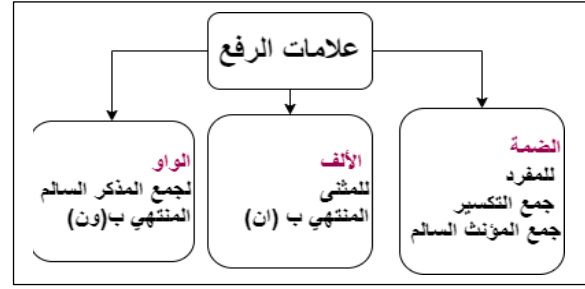 علامات الرفع
الضمة
للمفرد
جمع التكسير
جمع المؤنث السالم
الألف
للمثنى
المنتهي ب (ان)
الواو
لجمع المذكر السالم
المنتهي ب(ون)